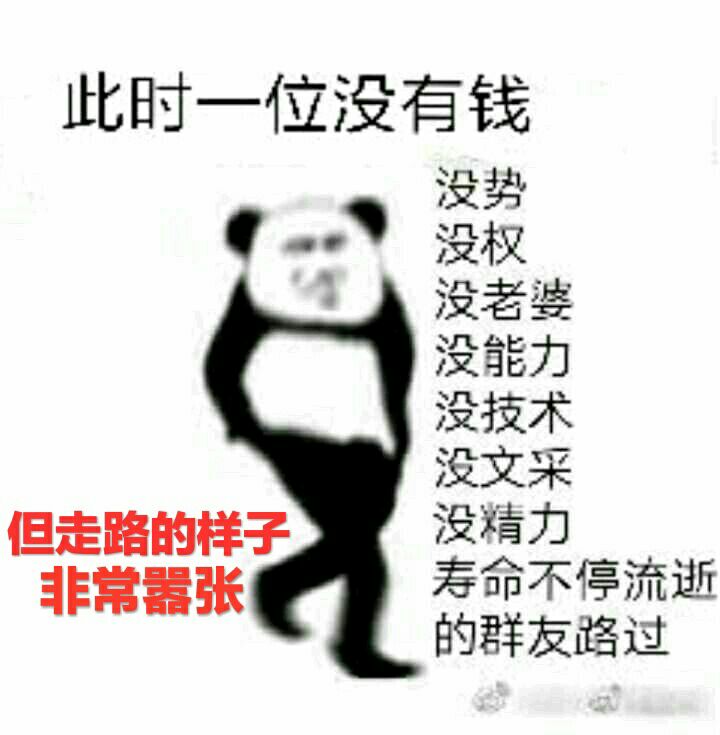 此时一位没有钱
没势
没权
没老婆
没能力
没技术
没文采
没精力
寿命不停流逝
的群友路过
但走路的样子
非常嚣张